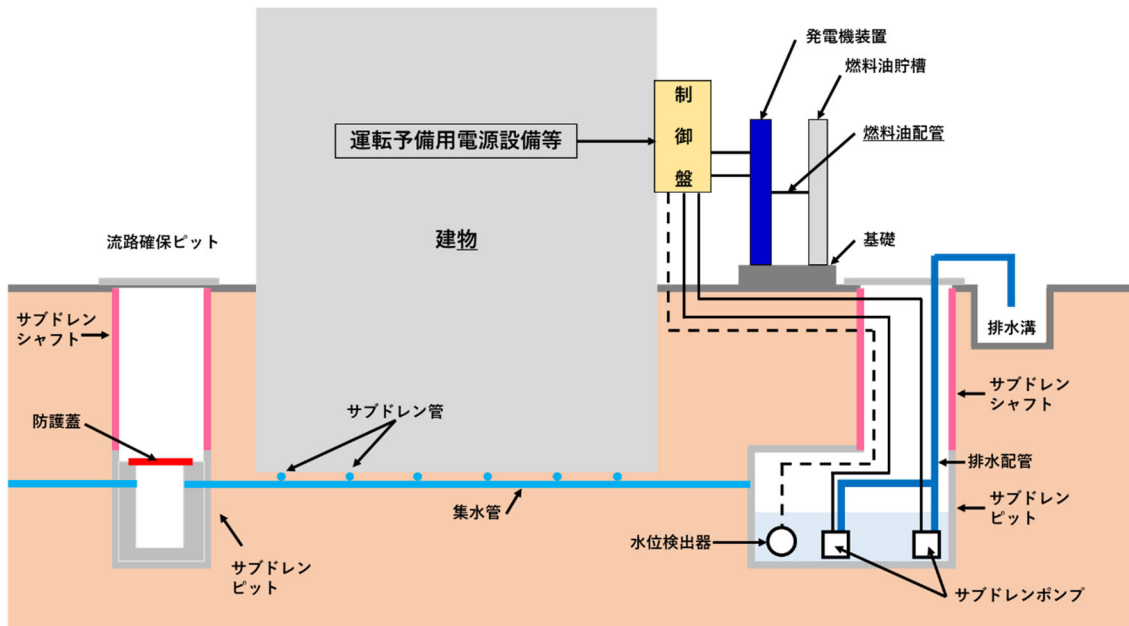 発電機装置
燃料油貯槽
制
御
盤
燃料油配管
運転予備用電源設備等
建物
流路確保ピット
基礎
サブドレン
シャフト
排水溝
サブドレン
シャフト
防護蓋
サブドレン管
排水配管
集水管
サブドレン
ピット
水位検出器
サブドレン
ピット
サブドレンポンプ